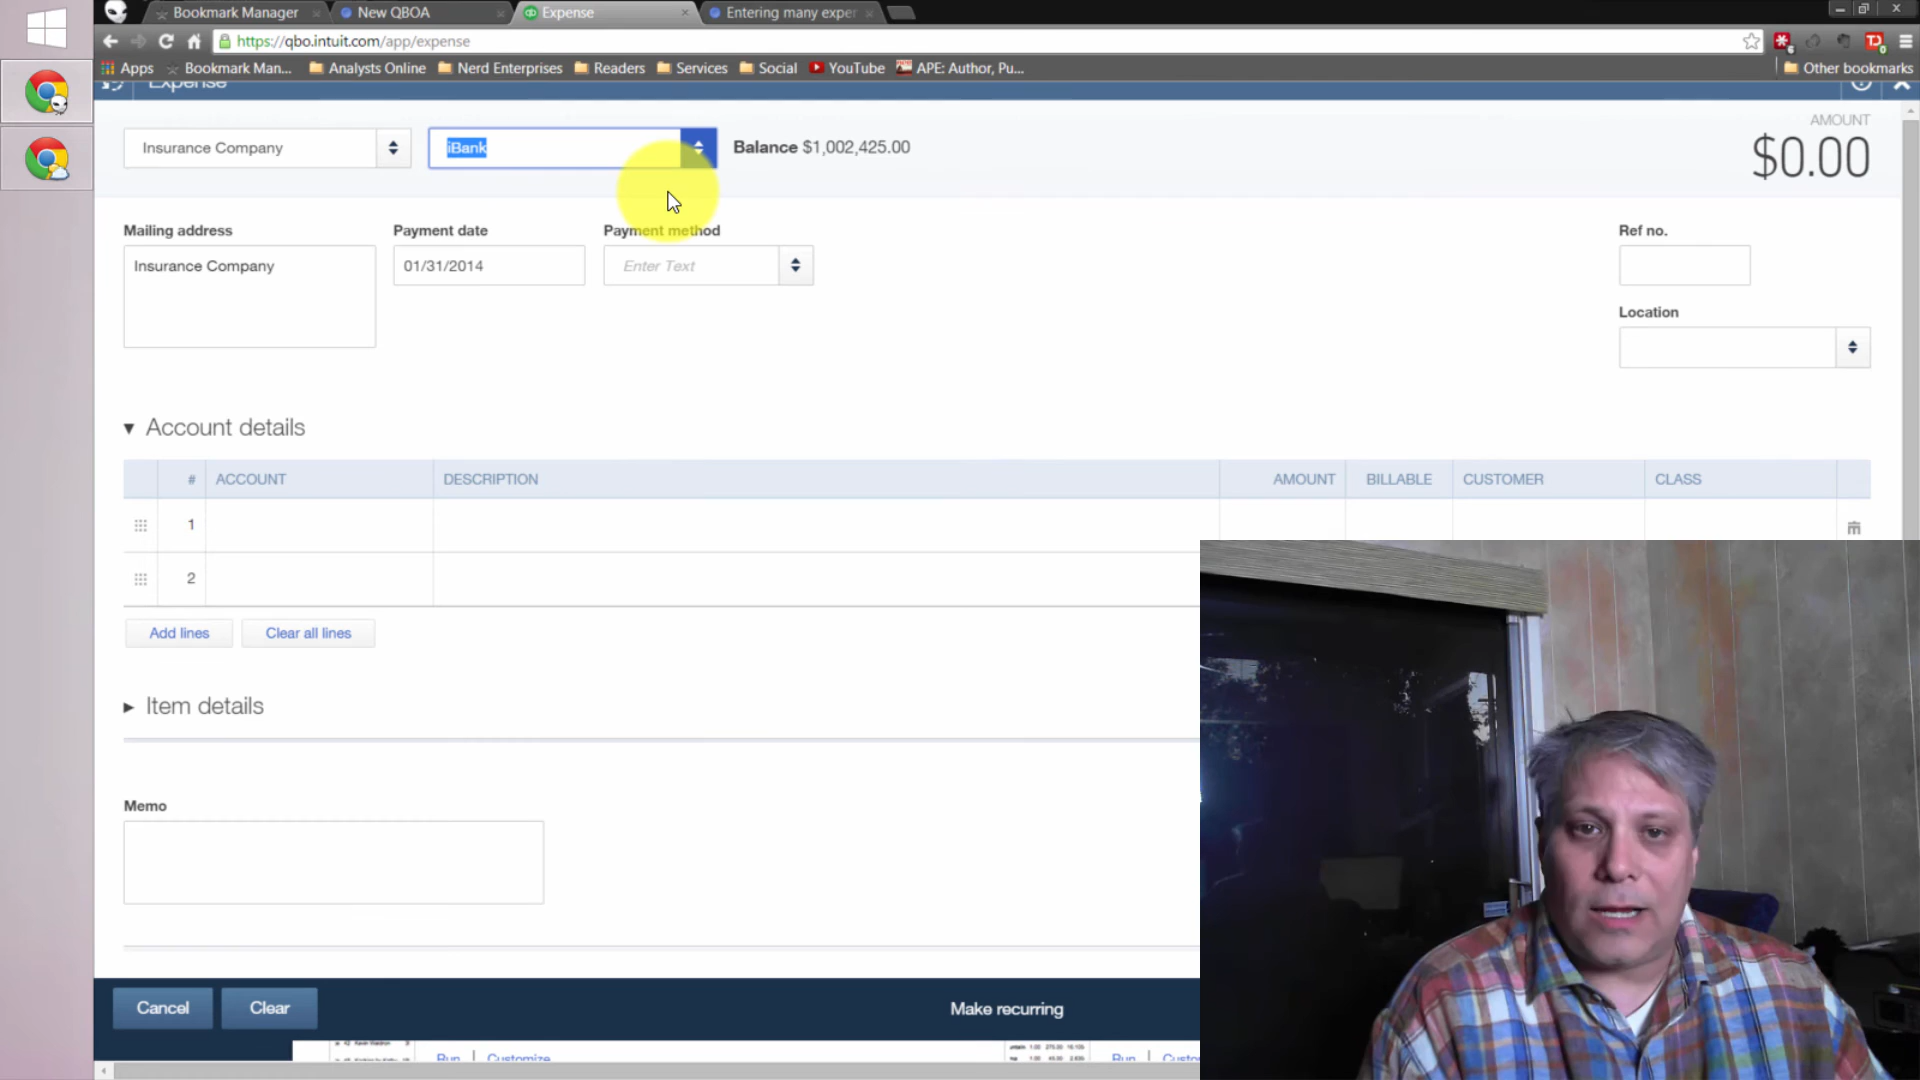 Bookmark Manager
New QBOA
Expense
Entering many exper
https://qbo.intuit.com/app/expense
Apps
Bookmark Man...
Analysts Online
Nerd Enterprises
Readers
Services
Social
YouTube
APE: Author, Pu...
Other bookmarks
Expense
Insurance Company
iBank
Balance $1,002,425.00
AMOUNT
$0.00
Mailing address
Payment date
Payment method
Ref no.
Insurance Company
01/31/2014
Enter Text
Location
Account details
# ACCOUNT DESCRIPTION AMOUNT BILLABLE CUSTOMER CLASS
1
2
Add lines
Clear all lines
Item details
Memo
Cancel
Clear
Make recurring
Run | Customize
Run | Custo